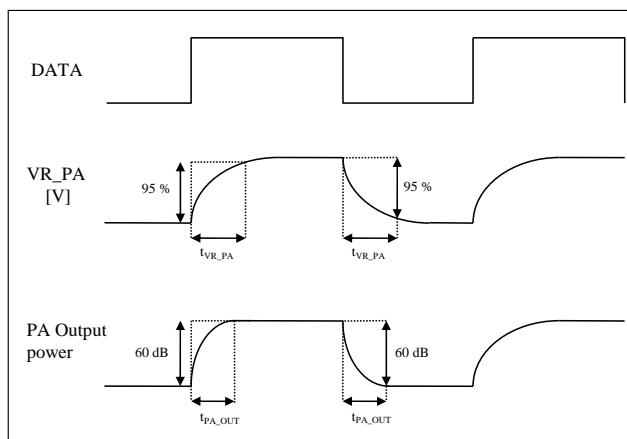 DATA
VR_PA
[V]
95 %
95 %
tVR_PA
tVR_PA
PA Output
power
60 dB
60 dB
tPA_OUT
tPA_OUT